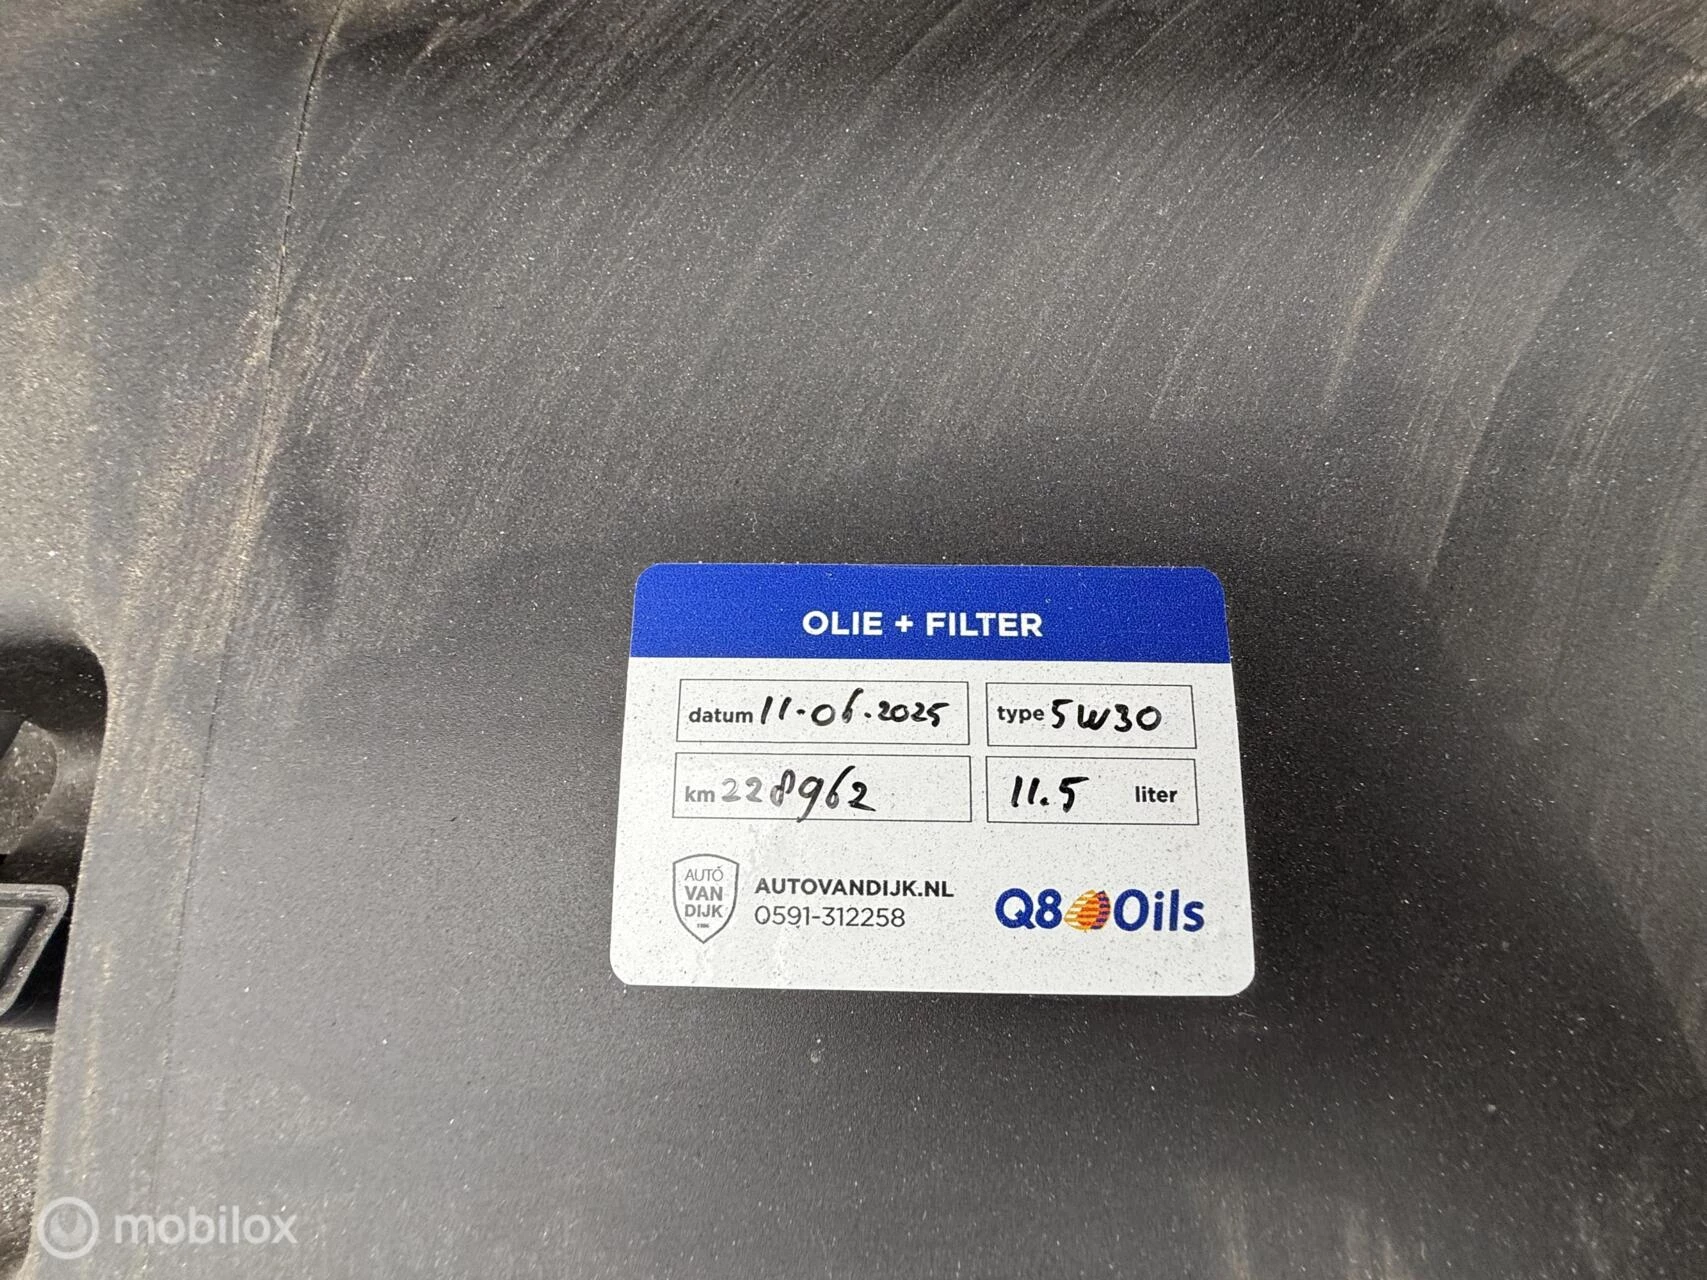 OLIE + FILTER
datum 11-06.2025 type 5W30
km 228962 11.5 liter
AUTO
VAN
DIJK
AUTOVANDIJK.NL
0591-312258
Q8 Oils
mobilox